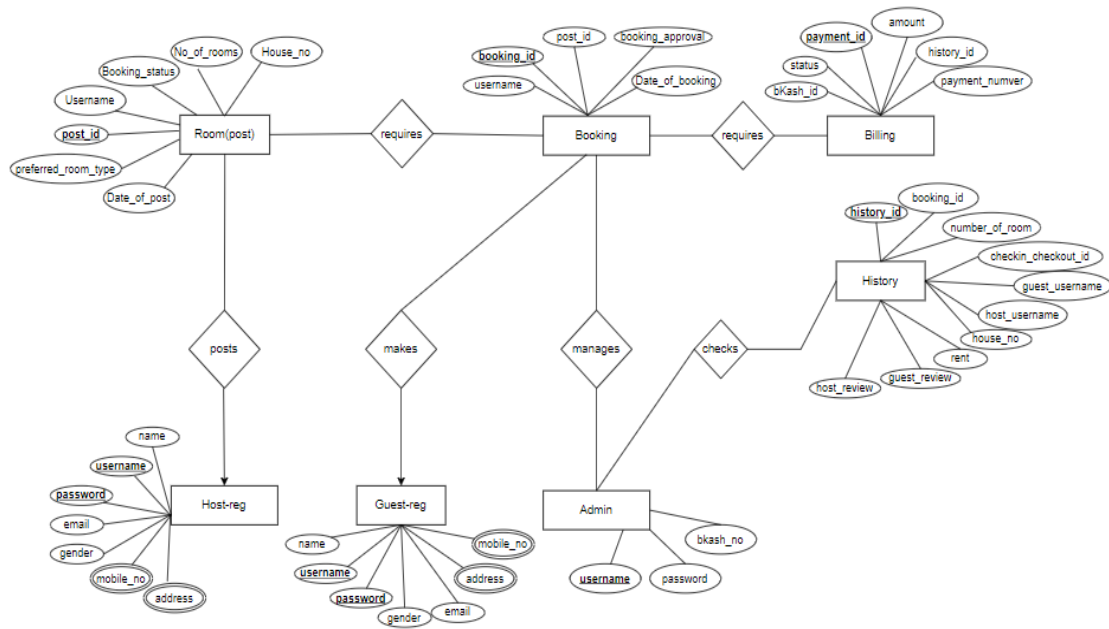 No_of_rooms
House_no
Booking_status
Username
post_id
preferred_room_type
Date_of_post
Room(post)
requires
post_id
booking_approval
booking_id
username
Date_of_booking
Booking
requires
amount
payment_id
history_id
status
payment_numver
bKash_id
Billing
booking_id
history_id
number_of_room
checkin_checkout_id
guest_username
host_username
house_no
rent
guest_review
host_review
History
posts
makes
manages
checks
name
username
password
email
gender
mobile_no
address
Host-reg
Guest-reg
name
username
password
gender
email
address
mobile_no
Admin
bkash_no
username
password